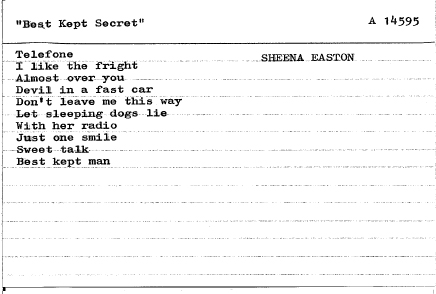 "Best Kept Secret" A 14595
Telefone SHEENA EASTON
I like the fright
Almost over you
Devil in a fast car
Don't leave me this way
Let sleeping dogs lie
With her radio
Just one smile
Sweet talk
Best kept man